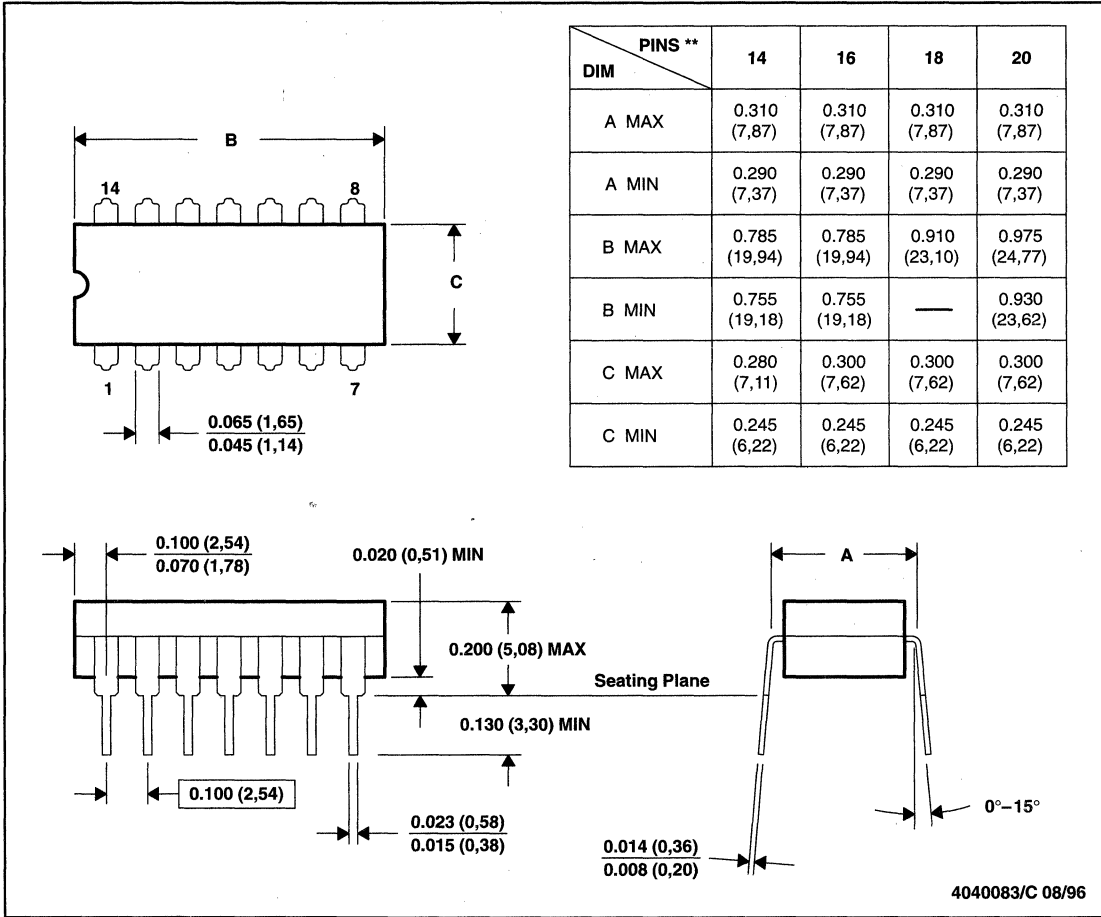 PINS ** 14 16 18 20
DIM
A MAX 0.310 (7,87) 0.310 (7,87) 0.310 (7,87) 0.310 (7,87)
A MIN 0.290 (7,37) 0.290 (7,37) 0.290 (7,37) 0.290 (7,37)
B MAX 0.785 (19,94) 0.785 (19,94) 0.910 (23,10) 0.975 (24,77)
B MIN 0.755 (19,18) 0.755 (19,18) — 0.930 (23,62)
C MAX 0.280 (7,11) 0.300 (7,62) 0.300 (7,62) 0.300 (7,62)
C MIN 0.245 (6,22) 0.245 (6,22) 0.245 (6,22) 0.245 (6,22)
B
14 8
C
1 7
0.065 (1,65)
0.045 (1,14)
0.100 (2,54)
0.070 (1,78)
0.020 (0,51) MIN
0.200 (5,08) MAX
Seating Plane
0.130 (3,30) MIN
0.100 (2,54)
0.023 (0,58)
0.015 (0,38)
A
0°–15°
0.014 (0,36)
0.008 (0,20)
4040083/C 08/96